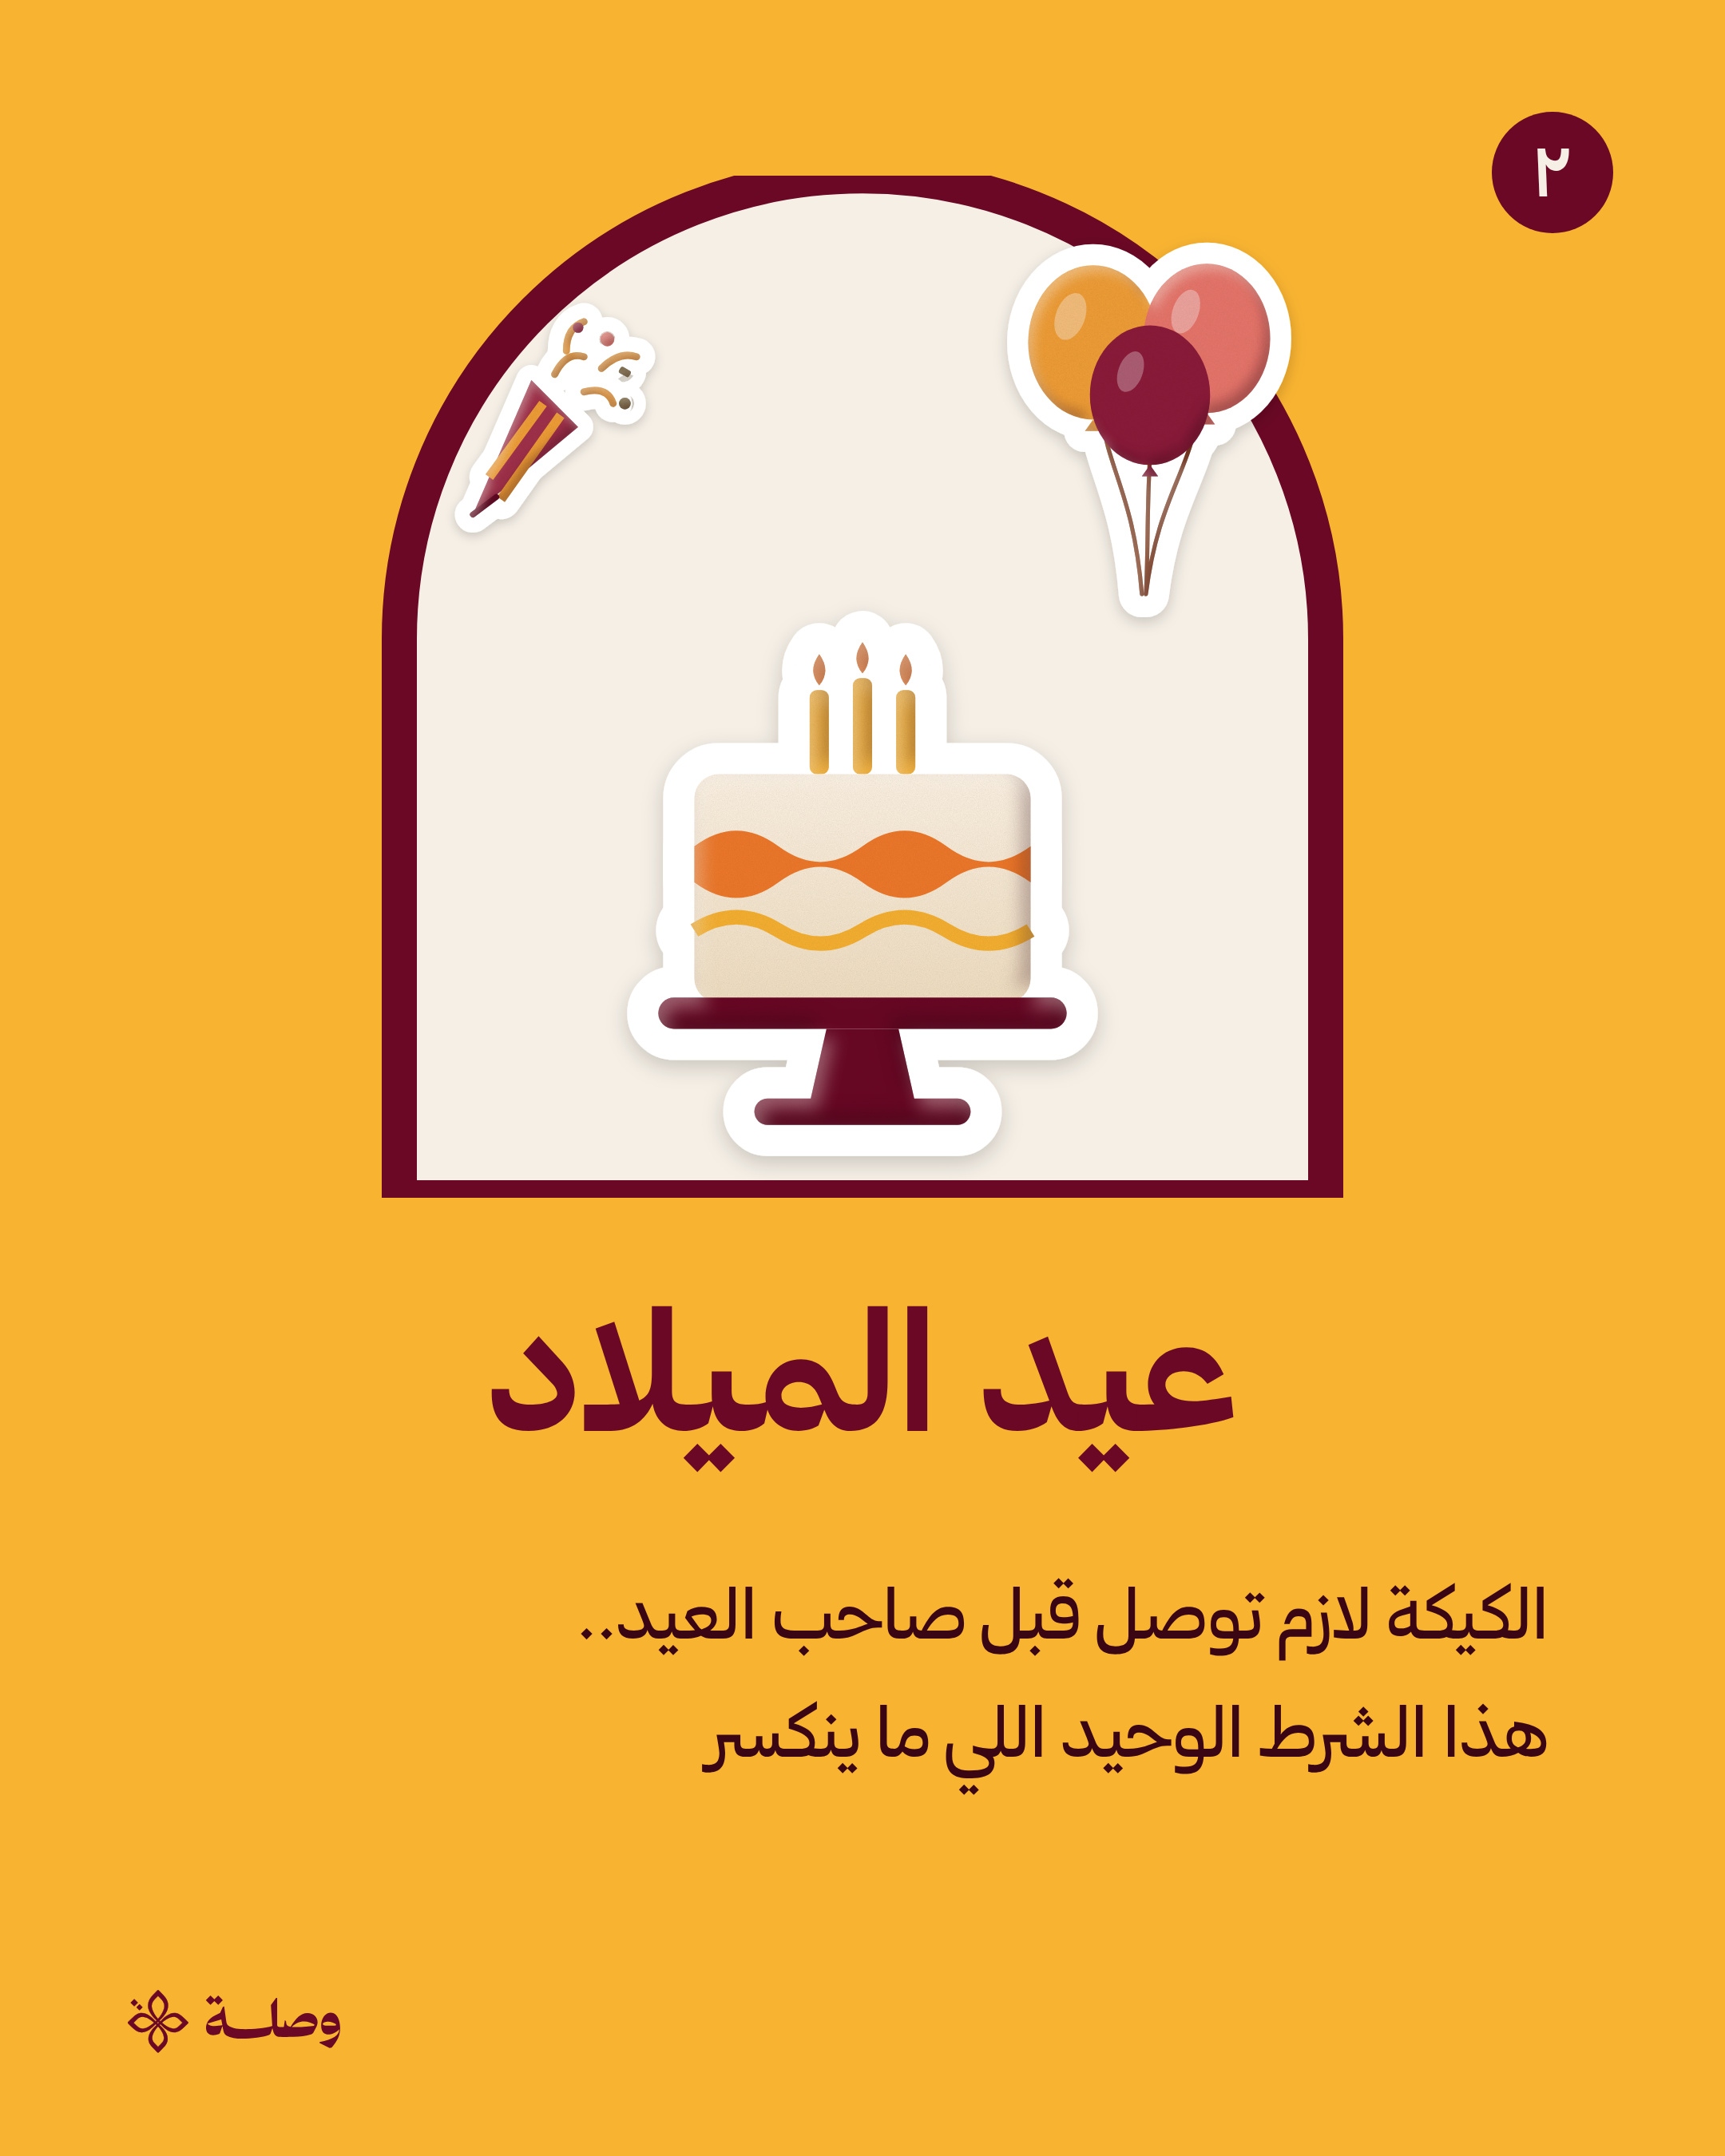 ٢
عيد الميلاد
الكيكة لازم توصل قبل صاحب العيد..
هذا الشرط الوحيد اللي ما ينكسر
وصلة